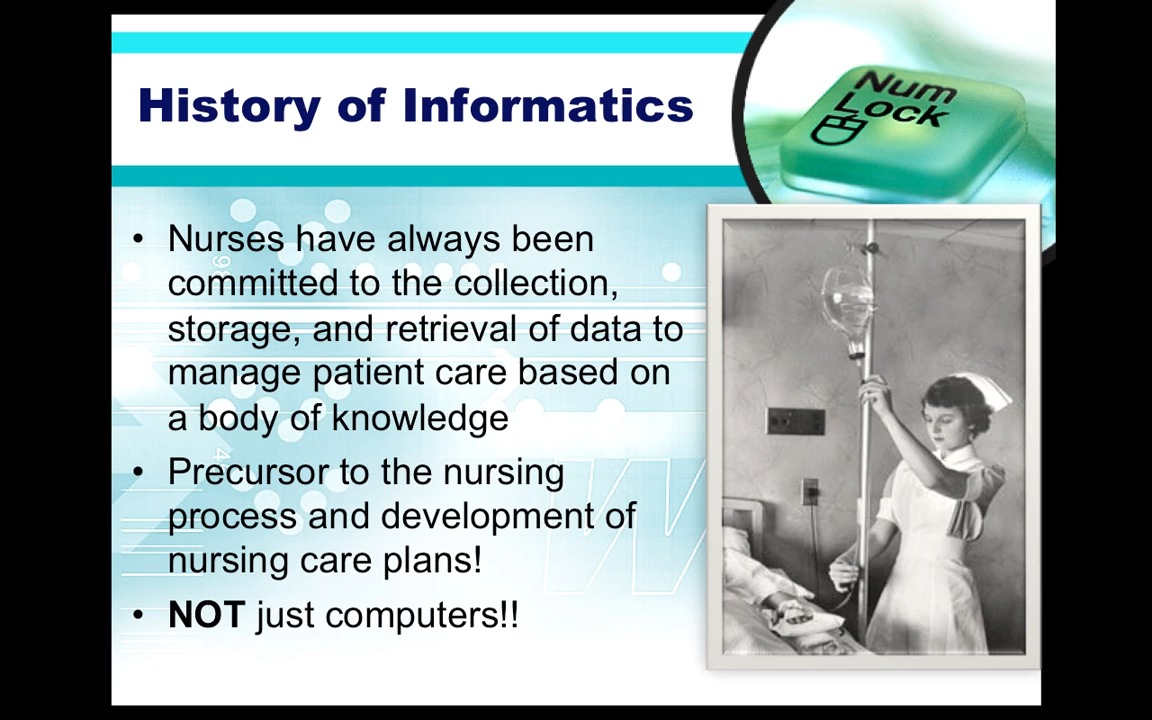 History of Informatics
Num
Lock
• Nurses have always been
committed to the collection,
storage, and retrieval of data to
manage patient care based on
a body of knowledge
• Precursor to the nursing
process and development of
nursing care plans!
• NOT just computers!!